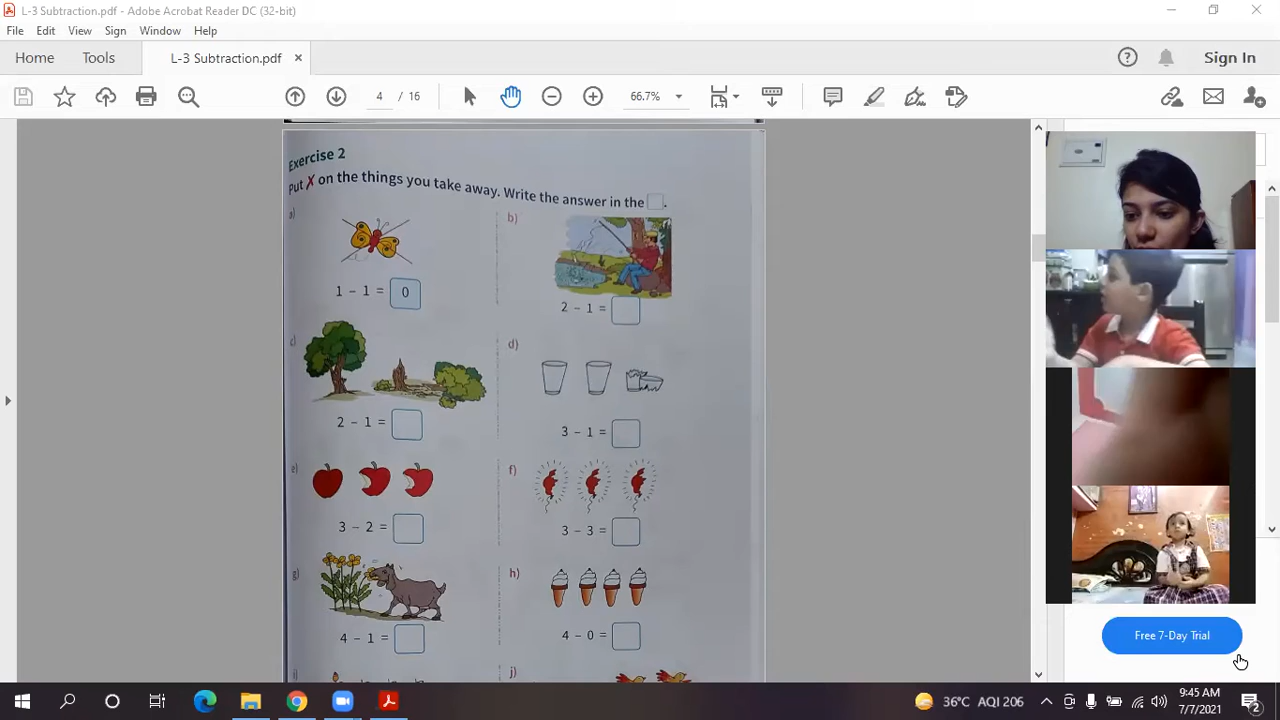 L-3 Subtraction.pdf - Adobe Acrobat Reader DC (32-bit)
File Edit View Sign Window Help
Home Tools L-3 Subtraction.pdf × Sign In
4 / 16 66.7%
Exercise 2
Put ✗ on the things you take away. Write the answer in the □.
a) b)
1 - 1 = 0
2 - 1 =
c) d)
2 - 1 =
3 - 1 =
e) f)
3 - 2 =
3 - 3 =
g) h)
4 - 1 =
4 - 0 =
i) j)
Free 7-Day Trial
36°C AQI 206
9:45 AM
7/7/2021
2